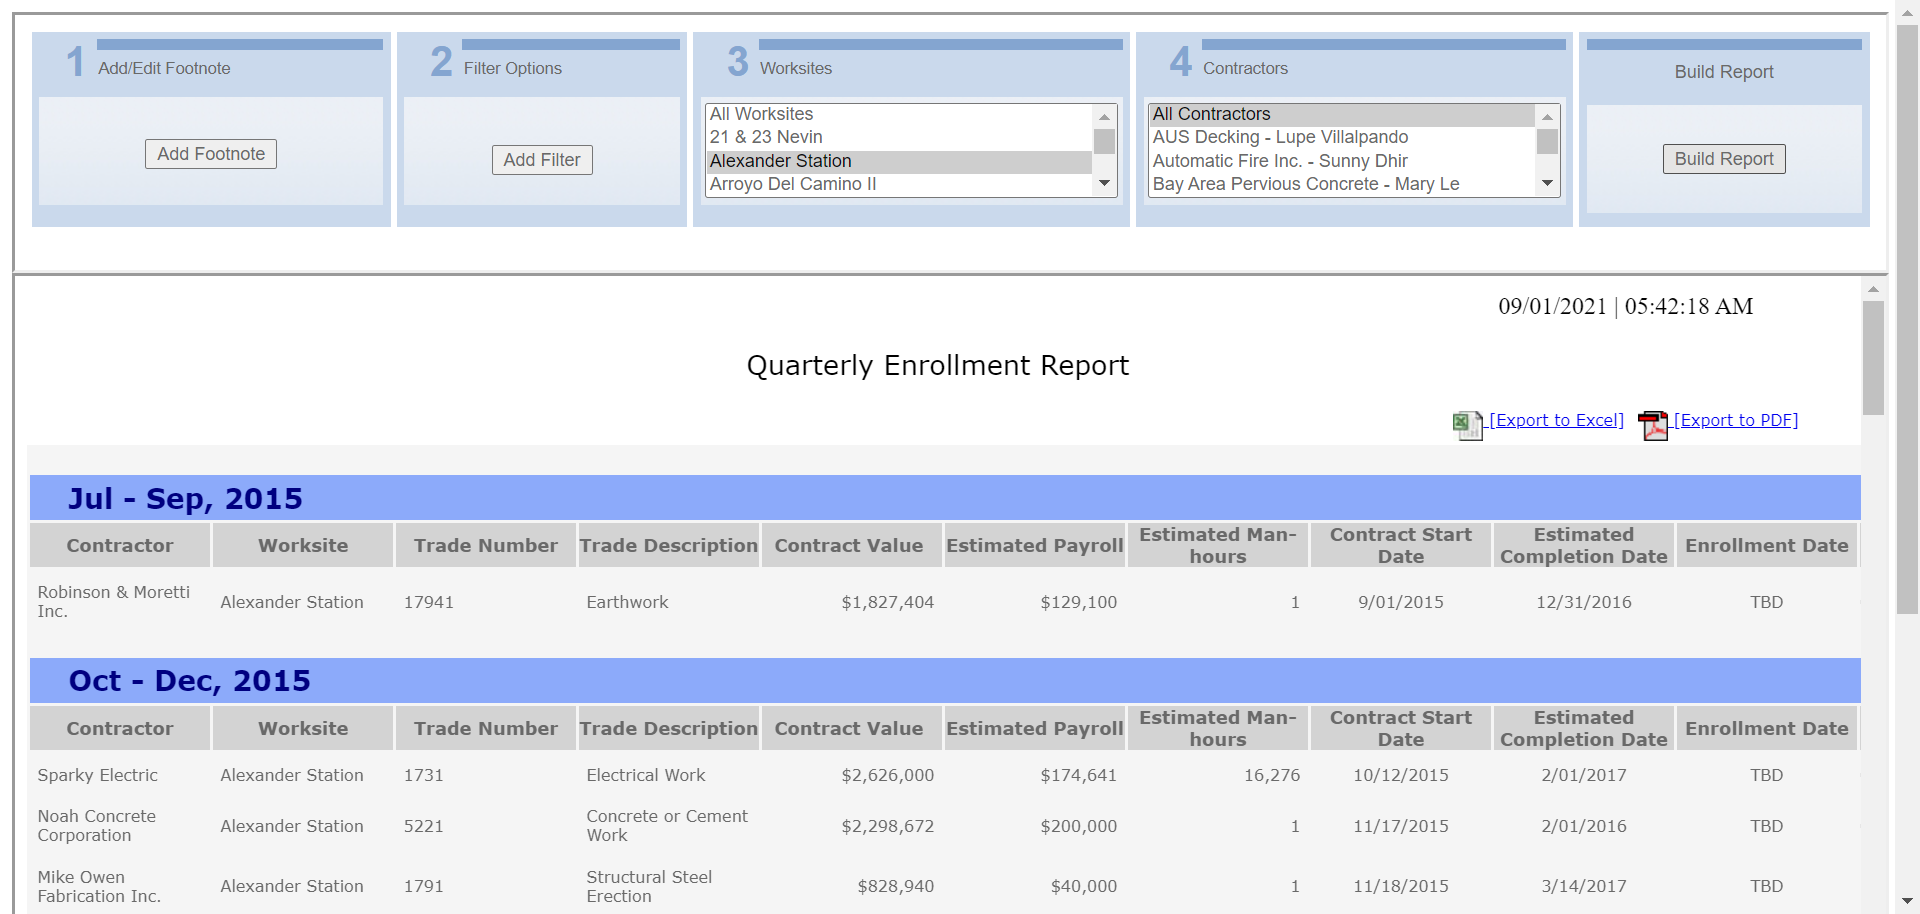 1 Add/Edit Footnote
Add Footnote
2 Filter Options
Add Filter
3 Worksites
All Worksites
21 & 23 Nevin
Alexander Station
Arroyo Del Camino II
4 Contractors
All Contractors
AUS Decking - Lupe Villalpando
Automatic Fire Inc. - Sunny Dhir
Bay Area Pervious Concrete - Mary Le
Build Report
Build Report
09/01/2021 | 05:42:18 AM
Quarterly Enrollment Report
[Export to Excel] [Export to PDF]
Jul - Sep, 2015
Contractor Worksite Trade Number Trade Description Contract Value Estimated Payroll Estimated Man-hours Contract Start Date Estimated Completion Date Enrollment Date
Robinson & Moretti Inc. Alexander Station 17941 Earthwork $1,827,404 $129,100 1 9/01/2015 12/31/2016 TBD
Oct - Dec, 2015
Contractor Worksite Trade Number Trade Description Contract Value Estimated Payroll Estimated Man-hours Contract Start Date Estimated Completion Date Enrollment Date
Sparky Electric Alexander Station 1731 Electrical Work $2,626,000 $174,641 16,276 10/12/2015 2/01/2017 TBD
Noah Concrete Corporation Alexander Station 5221 Concrete or Cement Work $2,298,672 $200,000 1 11/17/2015 2/01/2016 TBD
Mike Owen Fabrication Inc. Alexander Station 1791 Structural Steel Erection $828,940 $40,000 1 11/18/2015 3/14/2017 TBD